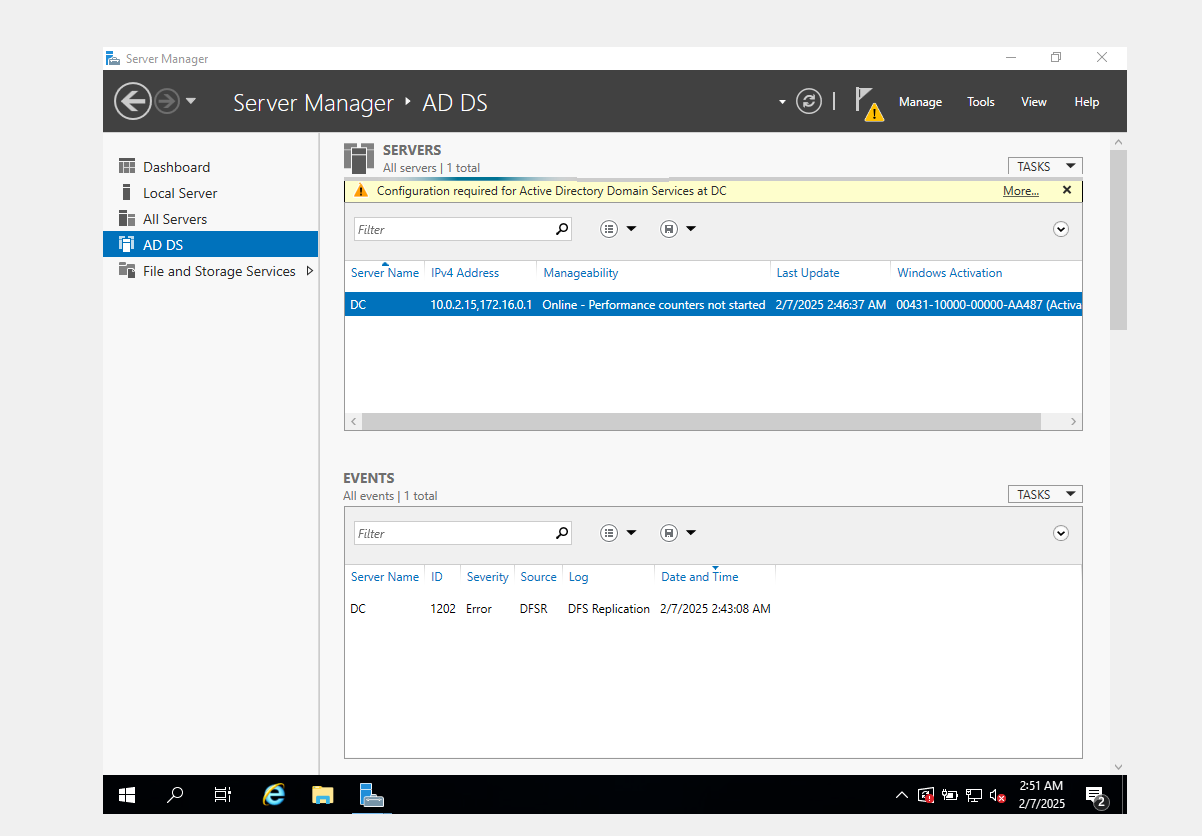 Server Manager
Server Manager ‣ AD DS
Manage Tools View Help
Dashboard
Local Server
All Servers
AD DS
File and Storage Services
SERVERS
All servers | 1 total
TASKS
Configuration required for Active Directory Domain Services at DC More...
Filter
Server Name IPv4 Address Manageability Last Update Windows Activation
DC 10.0.2.15,172.16.0.1 Online - Performance counters not started 2/7/2025 2:46:37 AM 00431-10000-00000-AA487 (Activa
EVENTS
All events | 1 total
TASKS
Filter
Server Name ID Severity Source Log Date and Time
DC 1202 Error DFSR DFS Replication 2/7/2025 2:43:08 AM
2:51 AM
2/7/2025
2